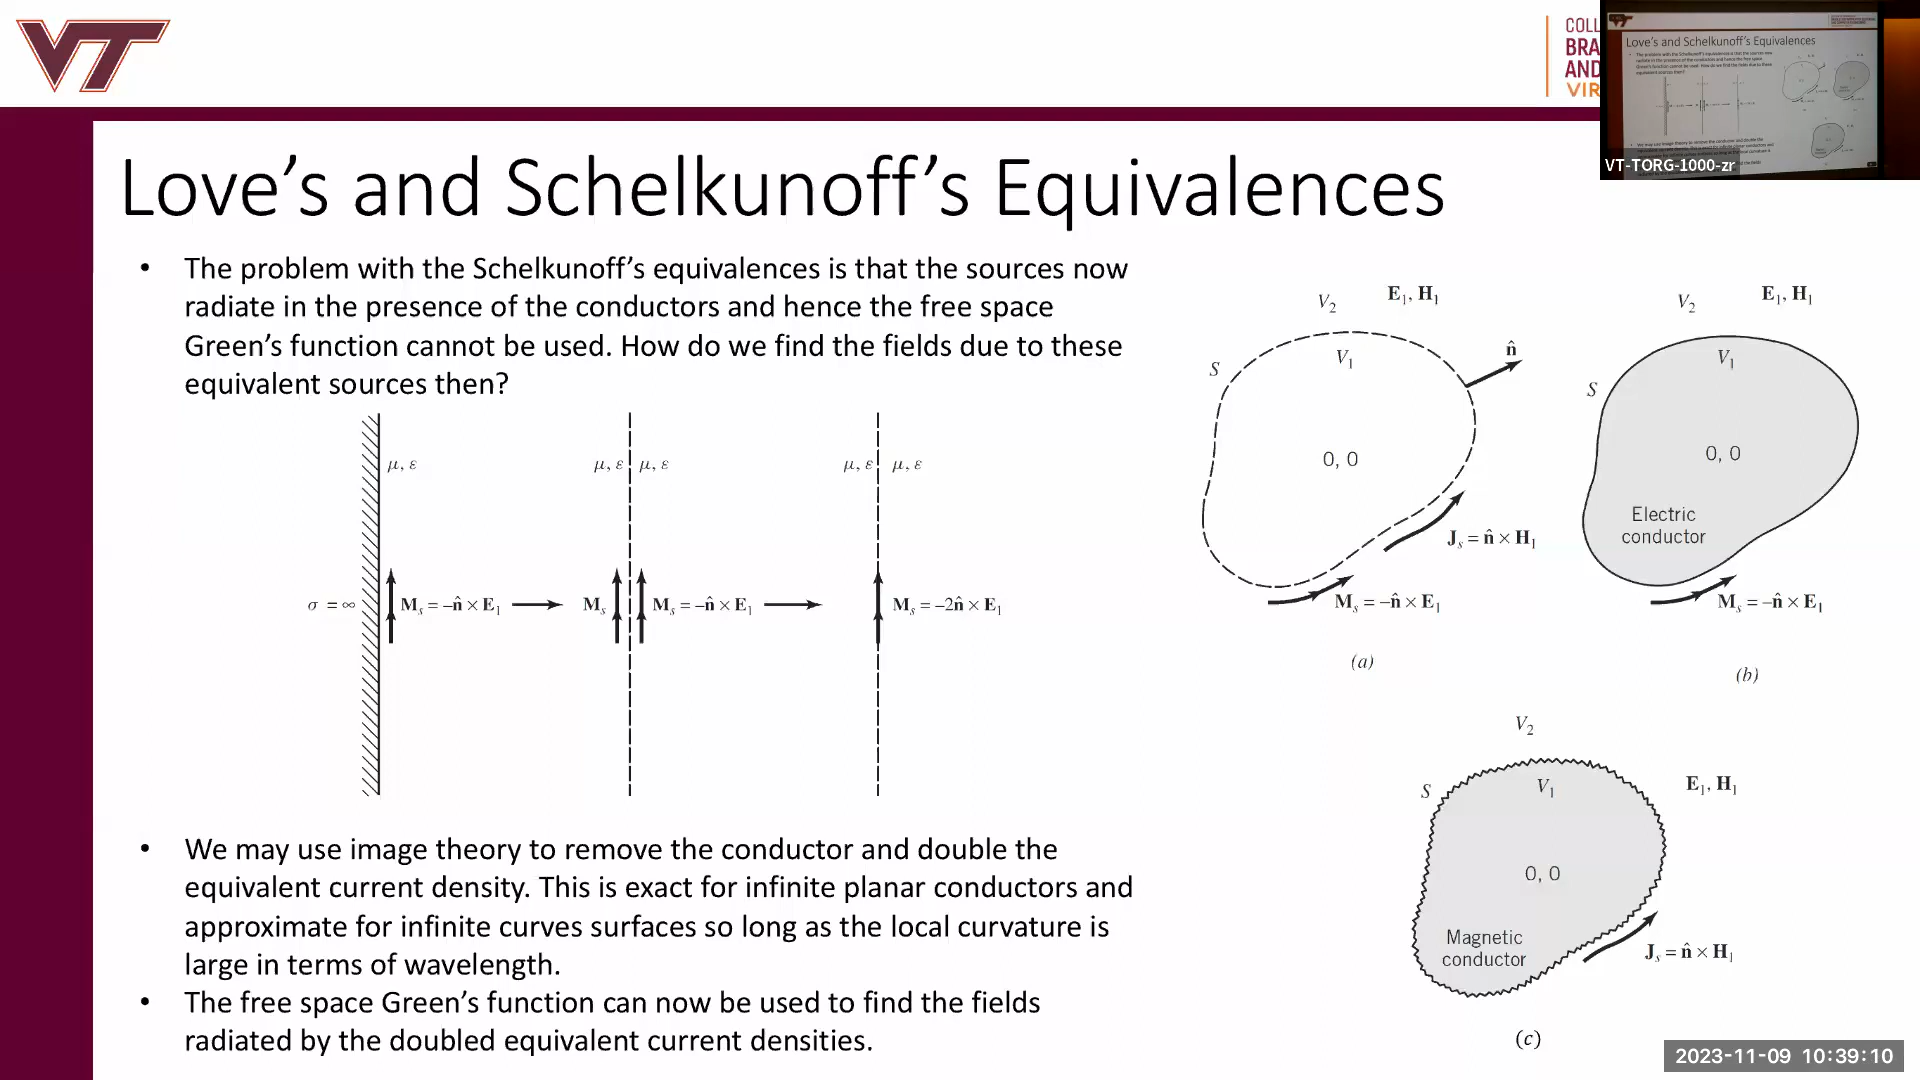 VT
COLL
BRA
AND
VIR
Love's and Schelkunoff's Equivalences
VT-TORG-1000-zr
Love's and Schelkunoff's Equivalences
• The problem with the Schelkunoff's equivalences is that the sources now
radiate in the presence of the conductors and hence the free space
Green's function cannot be used. How do we find the fields due to these
equivalent sources then?
μ, ε
μ, ε μ, ε
μ, ε μ, ε
σ = ∞ Mₛ = –n̂ × E₁
Mₛ Mₛ = –n̂ × E₁
Mₛ = –2n̂ × E₁
• We may use image theory to remove the conductor and double the
equivalent current density. This is exact for infinite planar conductors and
approximate for infinite curves surfaces so long as the local curvature is
large in terms of wavelength.
• The free space Green's function can now be used to find the fields
radiated by the doubled equivalent current densities.
V₂ E₁, H₁
n̂
S V₁
0, 0
Jₛ = n̂ × H₁
Mₛ = –n̂ × E₁
(a)
V₂ E₁, H₁
V₁
S
0, 0
Electric
conductor
Mₛ = –n̂ × E₁
(b)
V₂
S V₁ E₁, H₁
0, 0
Magnetic
conductor
Jₛ = n̂ × H₁
(c)
2023-11-09 10:39:10